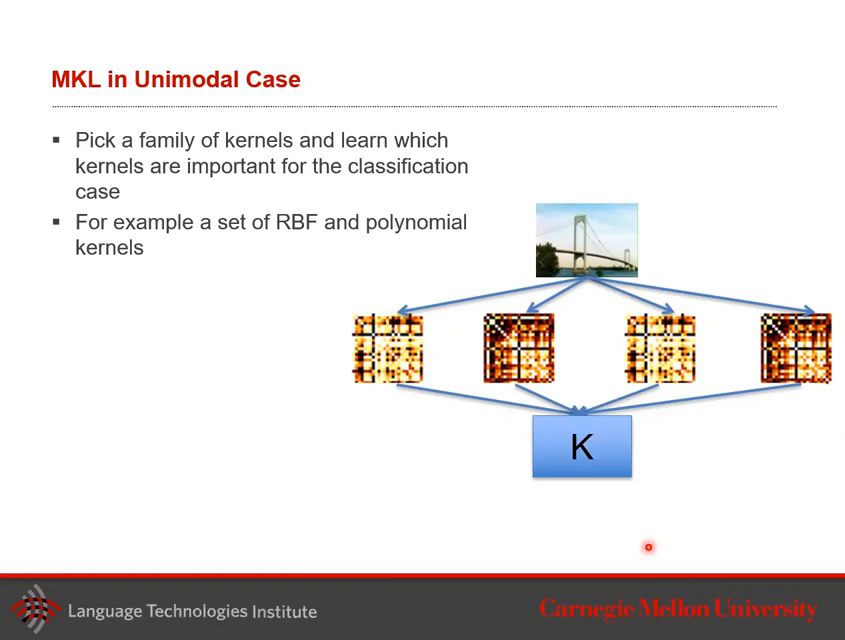 MKL in Unimodal Case
▪ Pick a family of kernels and learn which
kernels are important for the classification
case
▪ For example a set of RBF and polynomial
kernels
K
Language Technologies Institute
Carnegie Mellon University